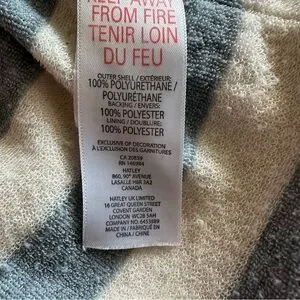 KEEP AWAY
FROM FIRE
TENIR LOIN
DU FEU
OUTER SHELL / EXTÉRIEUR:
100% POLYURETHANE /
POLYURÉTHANE
BACKING / ENVERS:
100% POLYESTER
LINING / DOUBLURE:
100% POLYESTER
EXCLUSIVE OF DECORATION
À L'EXCLUSION DES GARNITURES
CA 20859
RN 146984
HATLEY
860, 90E AVENUE
LASALLE H8R 3A2
CANADA
HATLEY UK LIMITED
16 GREAT QUEEN STREET
COVENT GARDEN
LONDON WC2B 5AH
COMPANY NO. 6453889
MADE IN / FABRIQUÉ EN
CHINA / CHINE